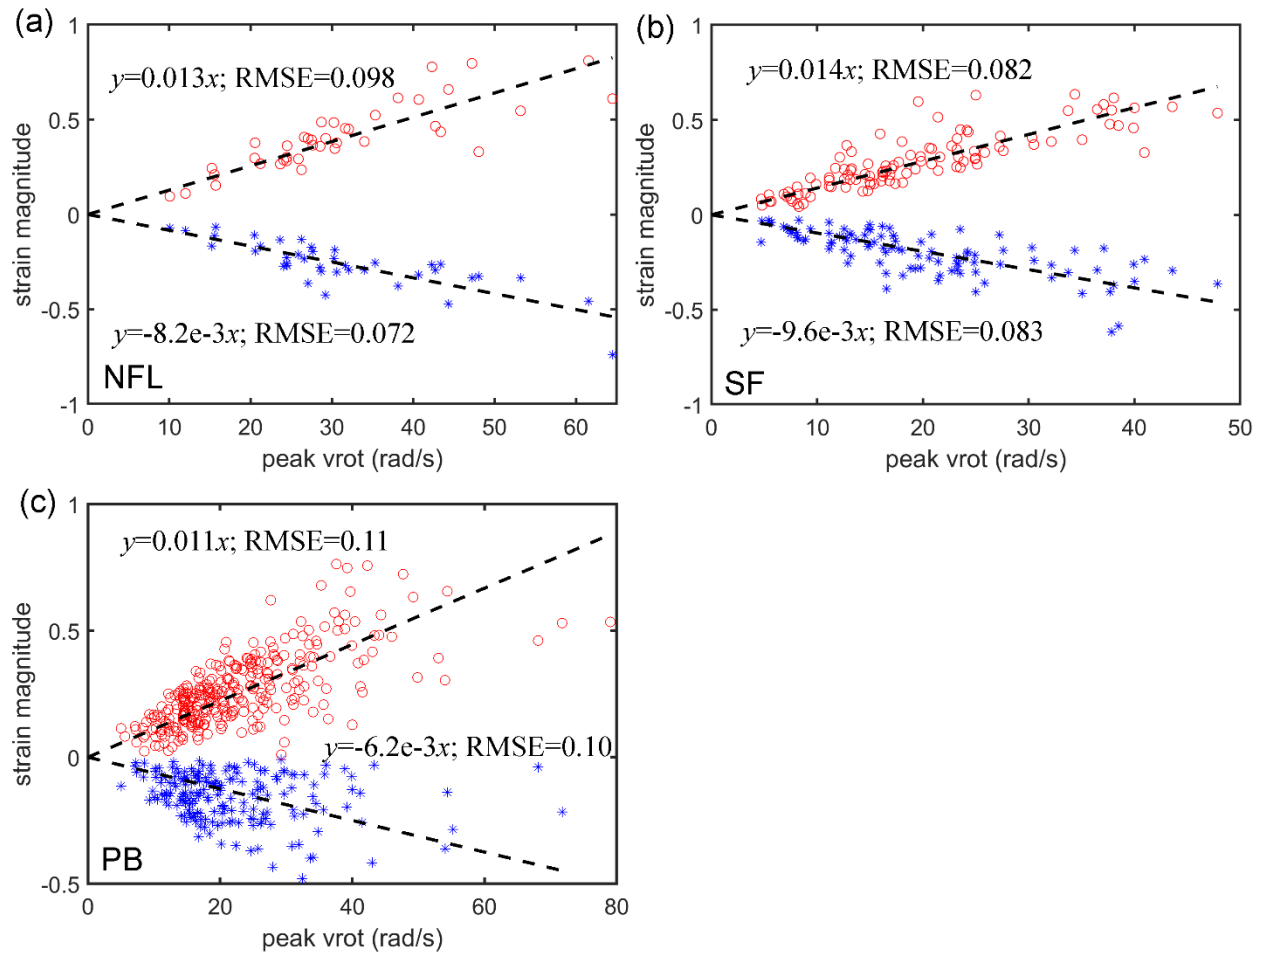 (a)
1
0.5
0
-0.5
-1
strain magnitude
y=0.013x; RMSE=0.098
y=-8.2e-3x; RMSE=0.072
NFL
0 10 20 30 40 50 60
peak vrot (rad/s)
(b)
1
0.5
0
-0.5
-1
strain magnitude
y=0.014x; RMSE=0.082
y=-9.6e-3x; RMSE=0.083
SF
0 10 20 30 40 50
peak vrot (rad/s)
(c)
1
0.5
0
-0.5
strain magnitude
y=0.011x; RMSE=0.11
y=-6.2e-3x; RMSE=0.10
PB
0 20 40 60 80
peak vrot (rad/s)